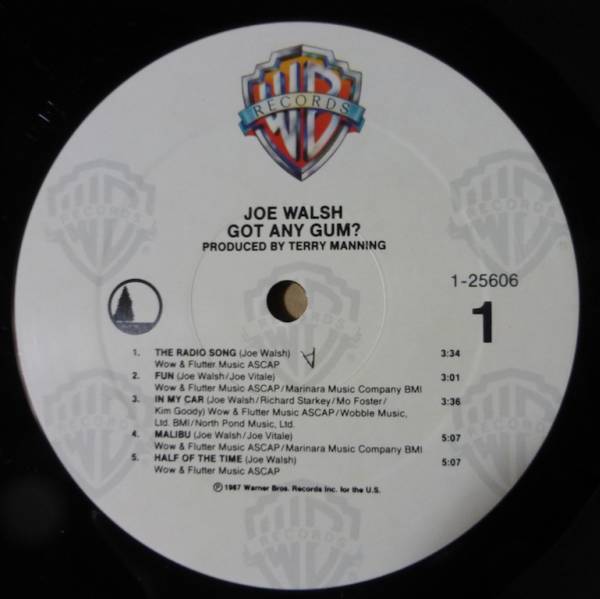 WB
RECORDS
JOE WALSH
GOT ANY GUM?
PRODUCED BY TERRY MANNING
1-25606
1
1. THE RADIO SONG (Joe Walsh) A 3:34
Wow & Flutter Music ASCAP
2. FUN (Joe Walsh/Joe Vitale) 3:01
Wow & Flutter Music ASCAP/Marinara Music Company BMI
3. IN MY CAR (Joe Walsh/Richard Starkey/Mo Foster/ 3:36
Kim Goody) Wow & Flutter Music ASCAP/Wobble Music,
Ltd. BMI/North Pond Music, Ltd.
4. MALIBU (Joe Walsh/Joe Vitale) 5:07
Wow & Flutter Music ASCAP/Marinara Music Company BMI
5. HALF OF THE TIME (Joe Walsh) 5:07
Wow & Flutter Music ASCAP
℗ 1987 Warner Bros. Records Inc. for the U.S.